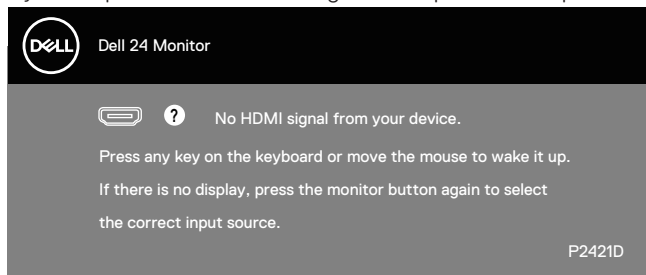 DELL
Dell 24 Monitor
? No HDMI signal from your device.
Press any key on the keyboard or move the mouse to wake it up.
If there is no display, press the monitor button again to select
the correct input source.
P2421D